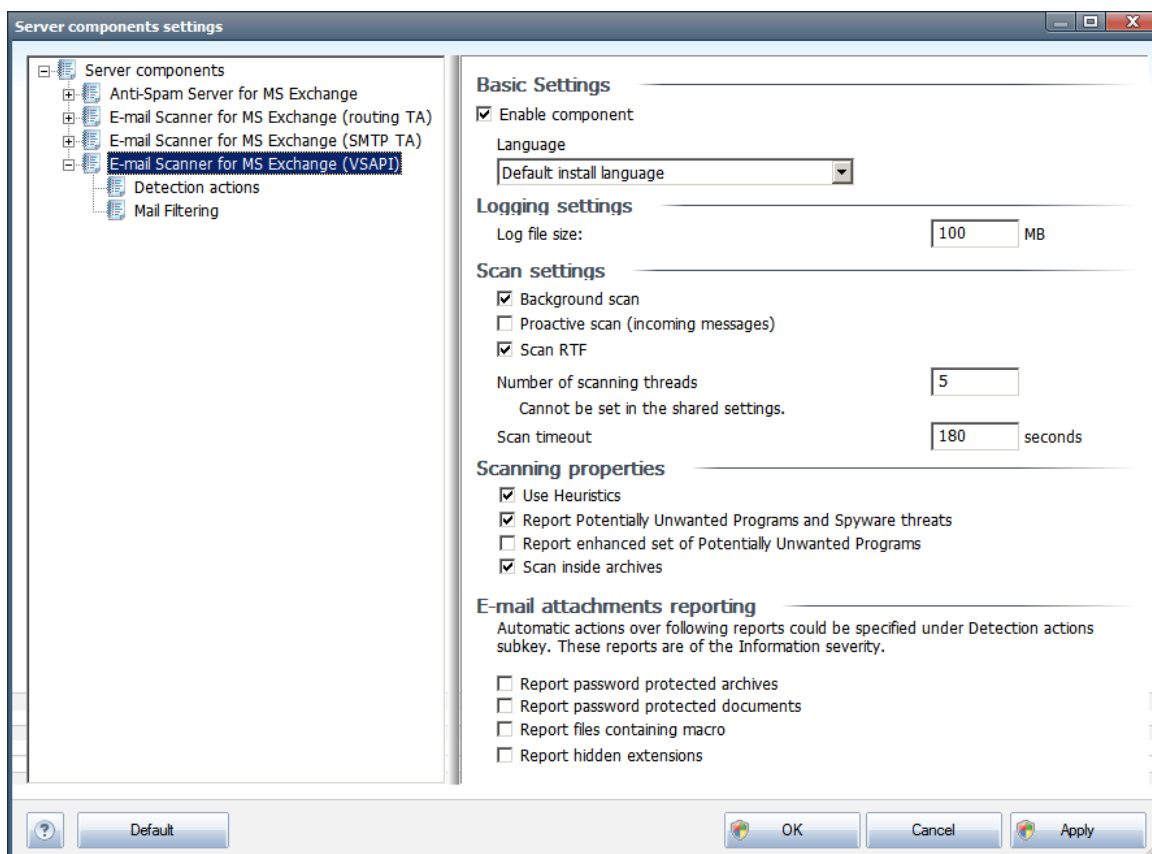 Server components settings
Server components
Anti-Spam Server for MS Exchange
E-mail Scanner for MS Exchange (routing TA)
E-mail Scanner for MS Exchange (SMTP TA)
E-mail Scanner for MS Exchange (VSAPI)
Detection actions
Mail Filtering
Basic Settings
Enable component
Language
Default install language
Logging settings
Log file size: 100 MB
Scan settings
Background scan
Proactive scan (incoming messages)
Scan RTF
Number of scanning threads 5
Cannot be set in the shared settings.
Scan timeout 180 seconds
Scanning properties
Use Heuristics
Report Potentially Unwanted Programs and Spyware threats
Report enhanced set of Potentially Unwanted Programs
Scan inside archives
E-mail attachments reporting
Automatic actions over following reports could be specified under Detection actions
subkey. These reports are of the Information severity.
Report password protected archives
Report password protected documents
Report files containing macro
Report hidden extensions
? Default OK Cancel Apply